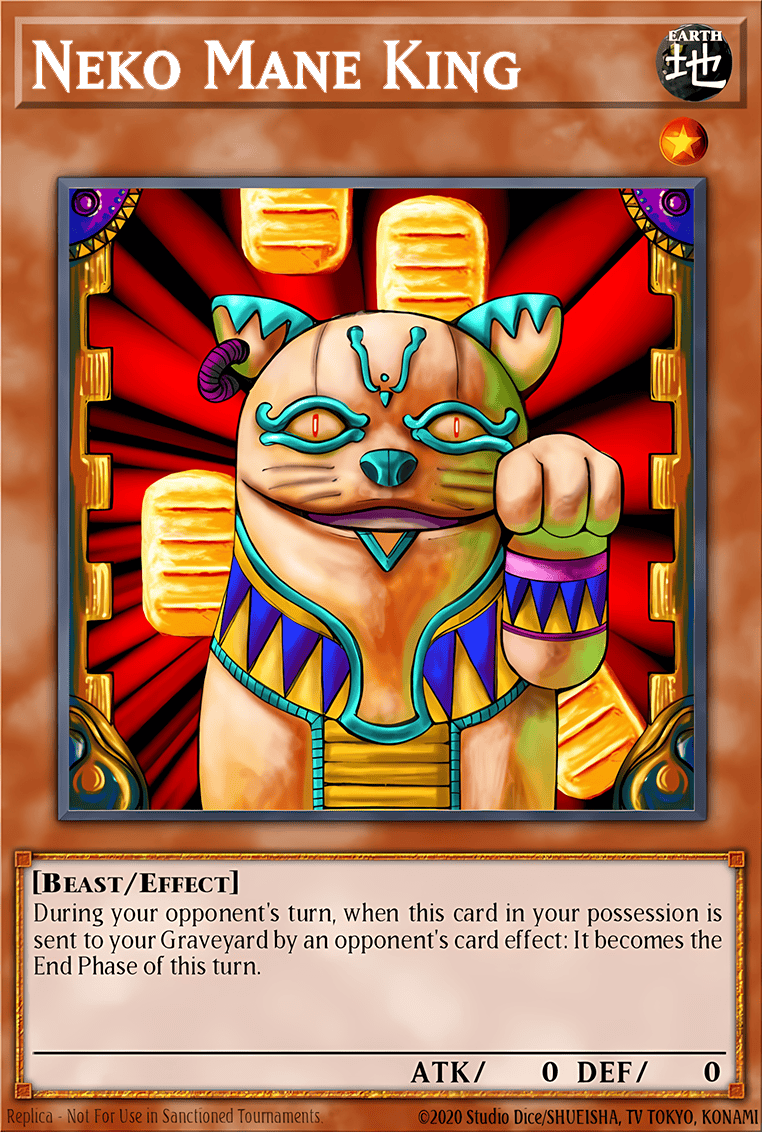 Neko Mane King
EARTH
地
[Beast/Effect]
During your opponent's turn, when this card in your possession is
sent to your Graveyard by an opponent's card effect: It becomes the
End Phase of this turn.
ATK/ 0 DEF/ 0
Replica - Not For Use in Sanctioned Tournaments.
©2020 Studio Dice/SHUEISHA, TV TOKYO, KONAMI